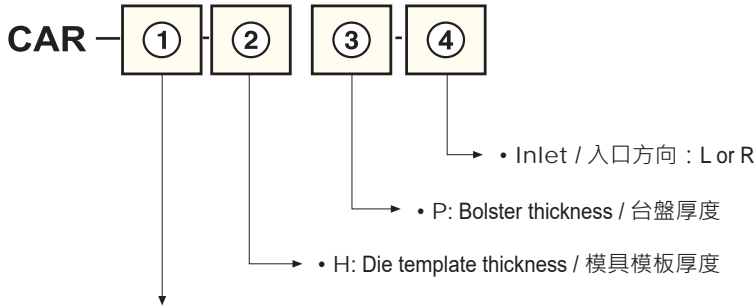 CAR — ① - ② ③ - ④
• Inlet / 入口方向：L or R
• P: Bolster thickness / 台盤厚度
• H: Die template thickness / 模具模板厚度